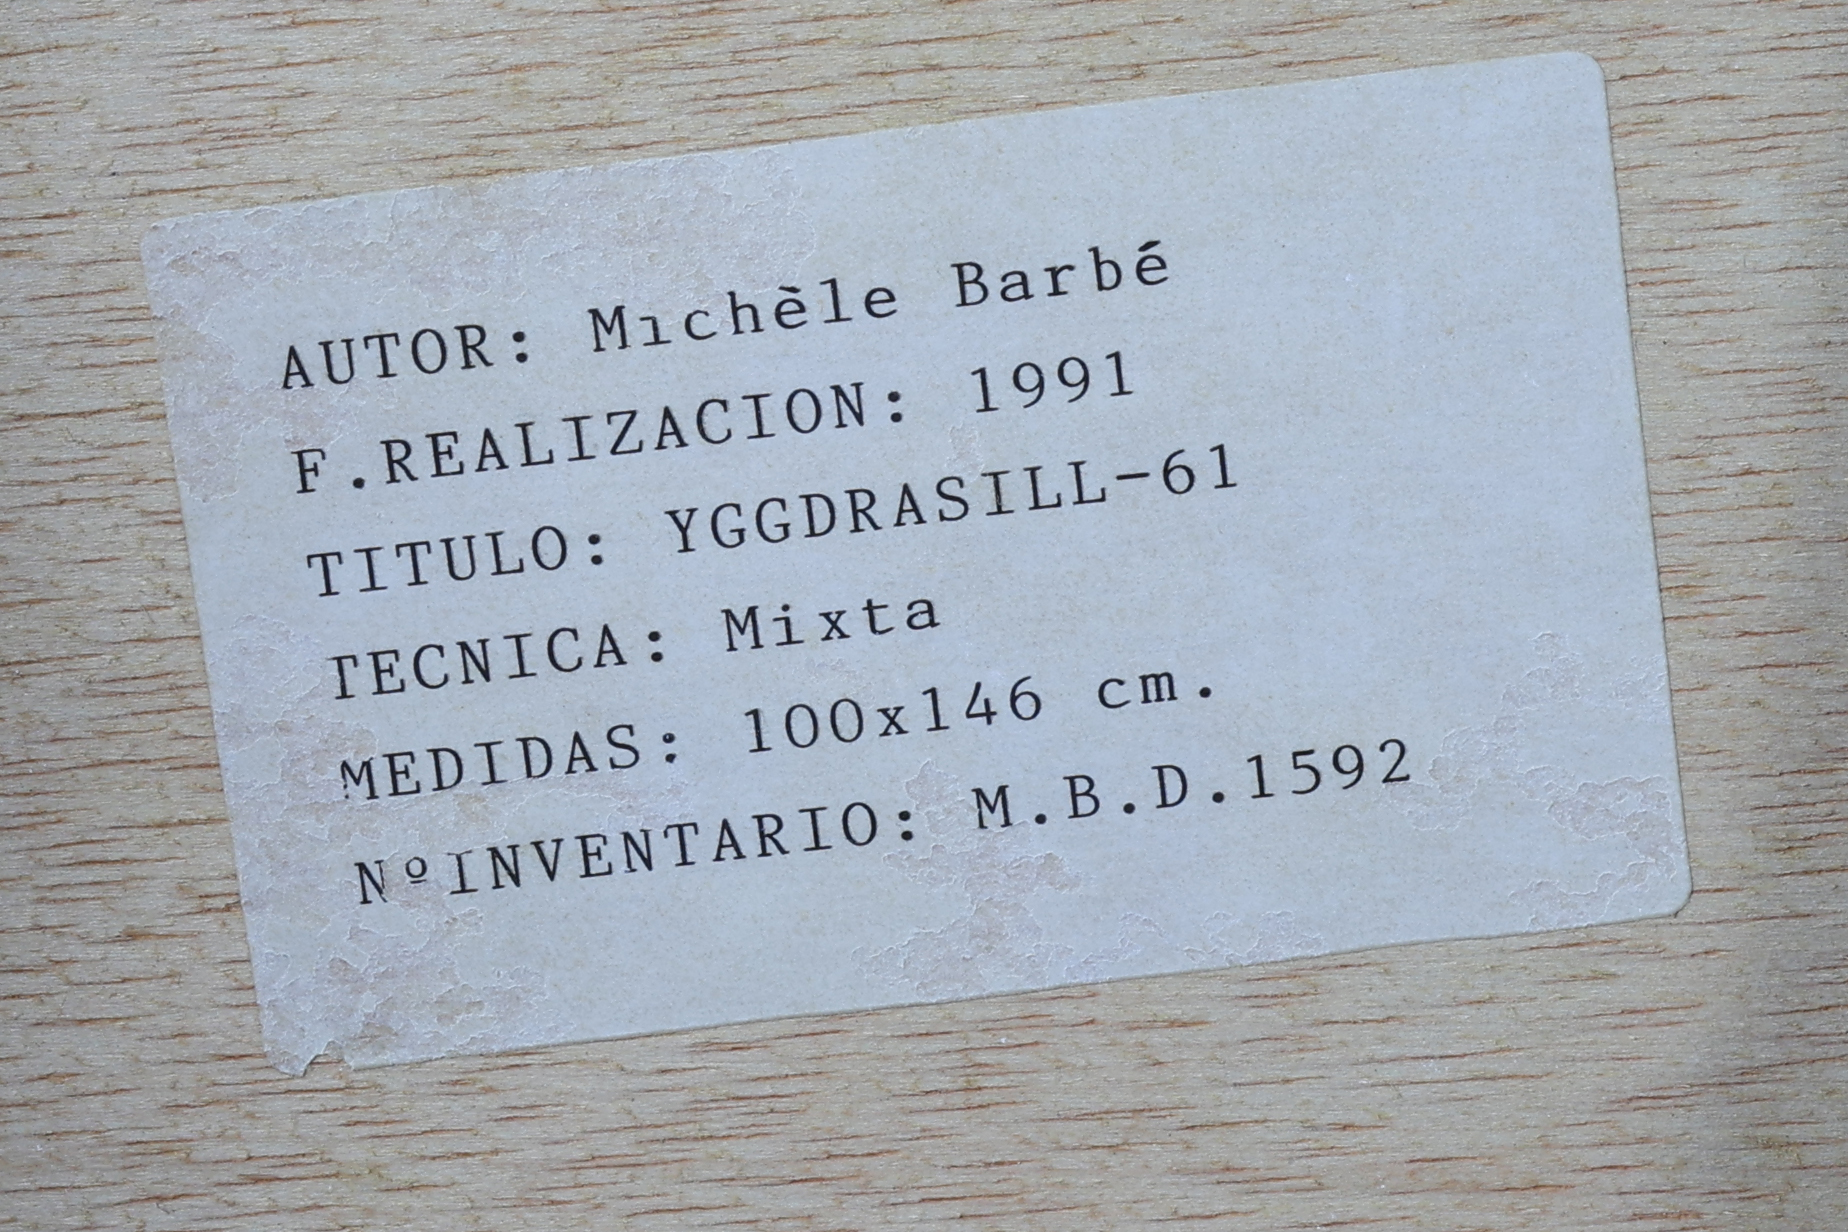 AUTOR: Michèle Barbé
F.REALIZACION: 1991
TITULO: YGGDRASILL-61
TECNICA: Mixta
MEDIDAS: 100x146 cm.
NºINVENTARIO: M.B.D.1592